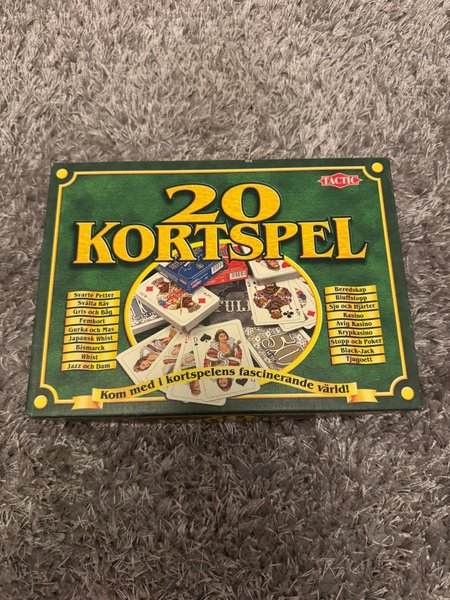 TACTIC
20
KORTSPEL
Svarte Petter
Svälta Räv
Gris och Båg
Femkort
Gurka och Mas
Japansk Whist
Bismarck
Whist
Jazz och Dam
Beredskap
Bluffstopp
Sju och Hjärter
Kasino
Avig Kasino
Krypkasino
Stopp och Poker
Black-Jack
Tjugoett
Kom med i kortspelens fascinerande värld!